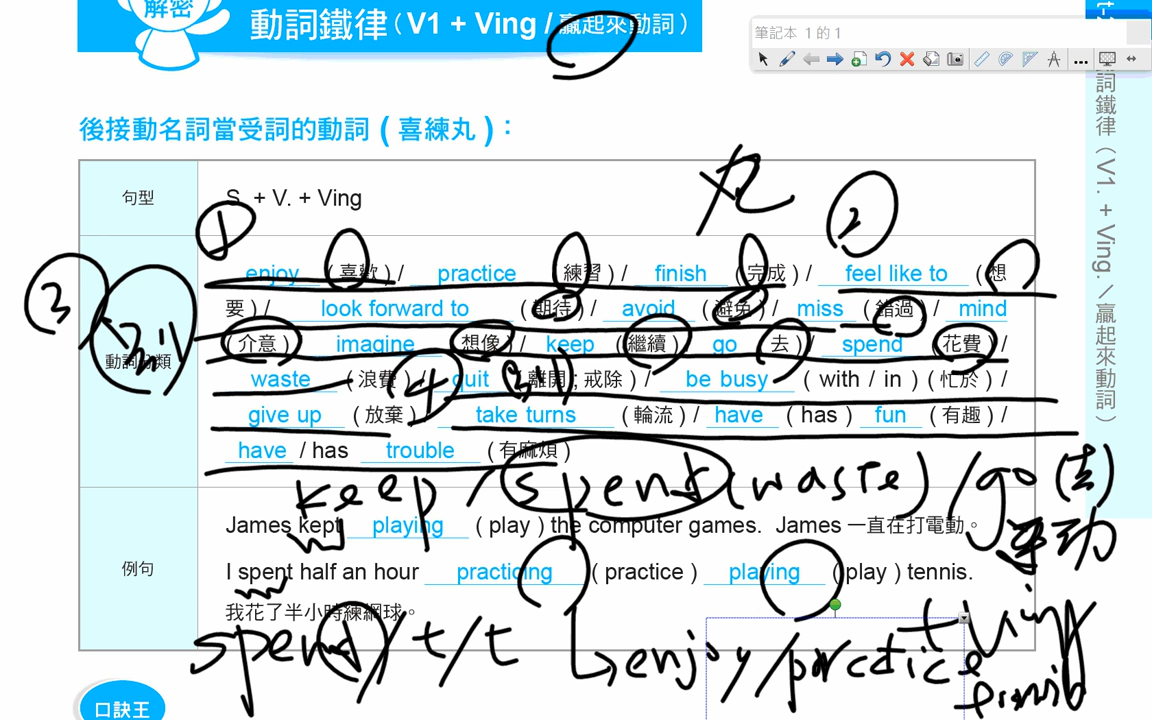 解密
動詞鐵律(V1 + Ving / 贏起來動詞)
筆記本 1 的 1
後接動名詞當受詞的動詞(喜練丸):
句型
S. + V. + Ving
丸
①
②
③
動詞分類
enjoy (喜歡) / practice (練習) / finish (完成) / feel like to (想
要) / look forward to (期待) / avoid (避免) / miss (錯過) / mind
(介意) imagine (想像) / keep (繼續) go (去) / spend (花費) /
waste (浪費) / quit (離開;戒除) / be busy (with / in) (忙於) /
give up (放棄) take turns (輪流) / have (has) fun (有趣) /
have / has trouble (有麻煩)
④
keep / spend (waste) / go (去)
例句
James kept playing (play) the computer games. James 一直在打電動。
I spent half an hour practicing (practice) playing (play) tennis.
我花了半小時練網球。
spend / t / t
enjoy / practice
+ Ving
口訣王
動詞鐵律(V1. + Ving. / 贏起來動詞)